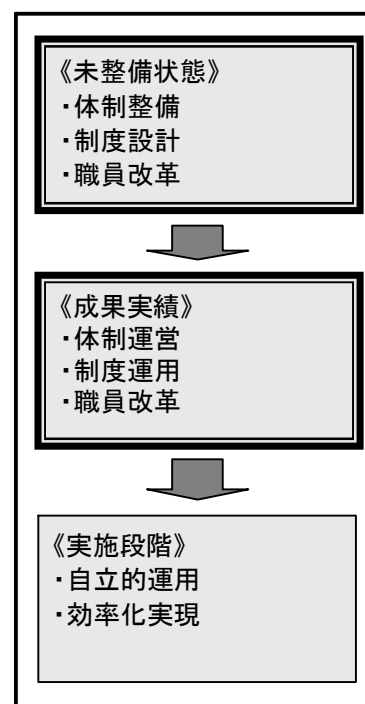 《未整備状態》
・体制整備
・制度設計
・職員改革
《成果実績》
・体制運営
・制度運用
・職員改革
《実施段階》
・自立的運用
・効率化実現